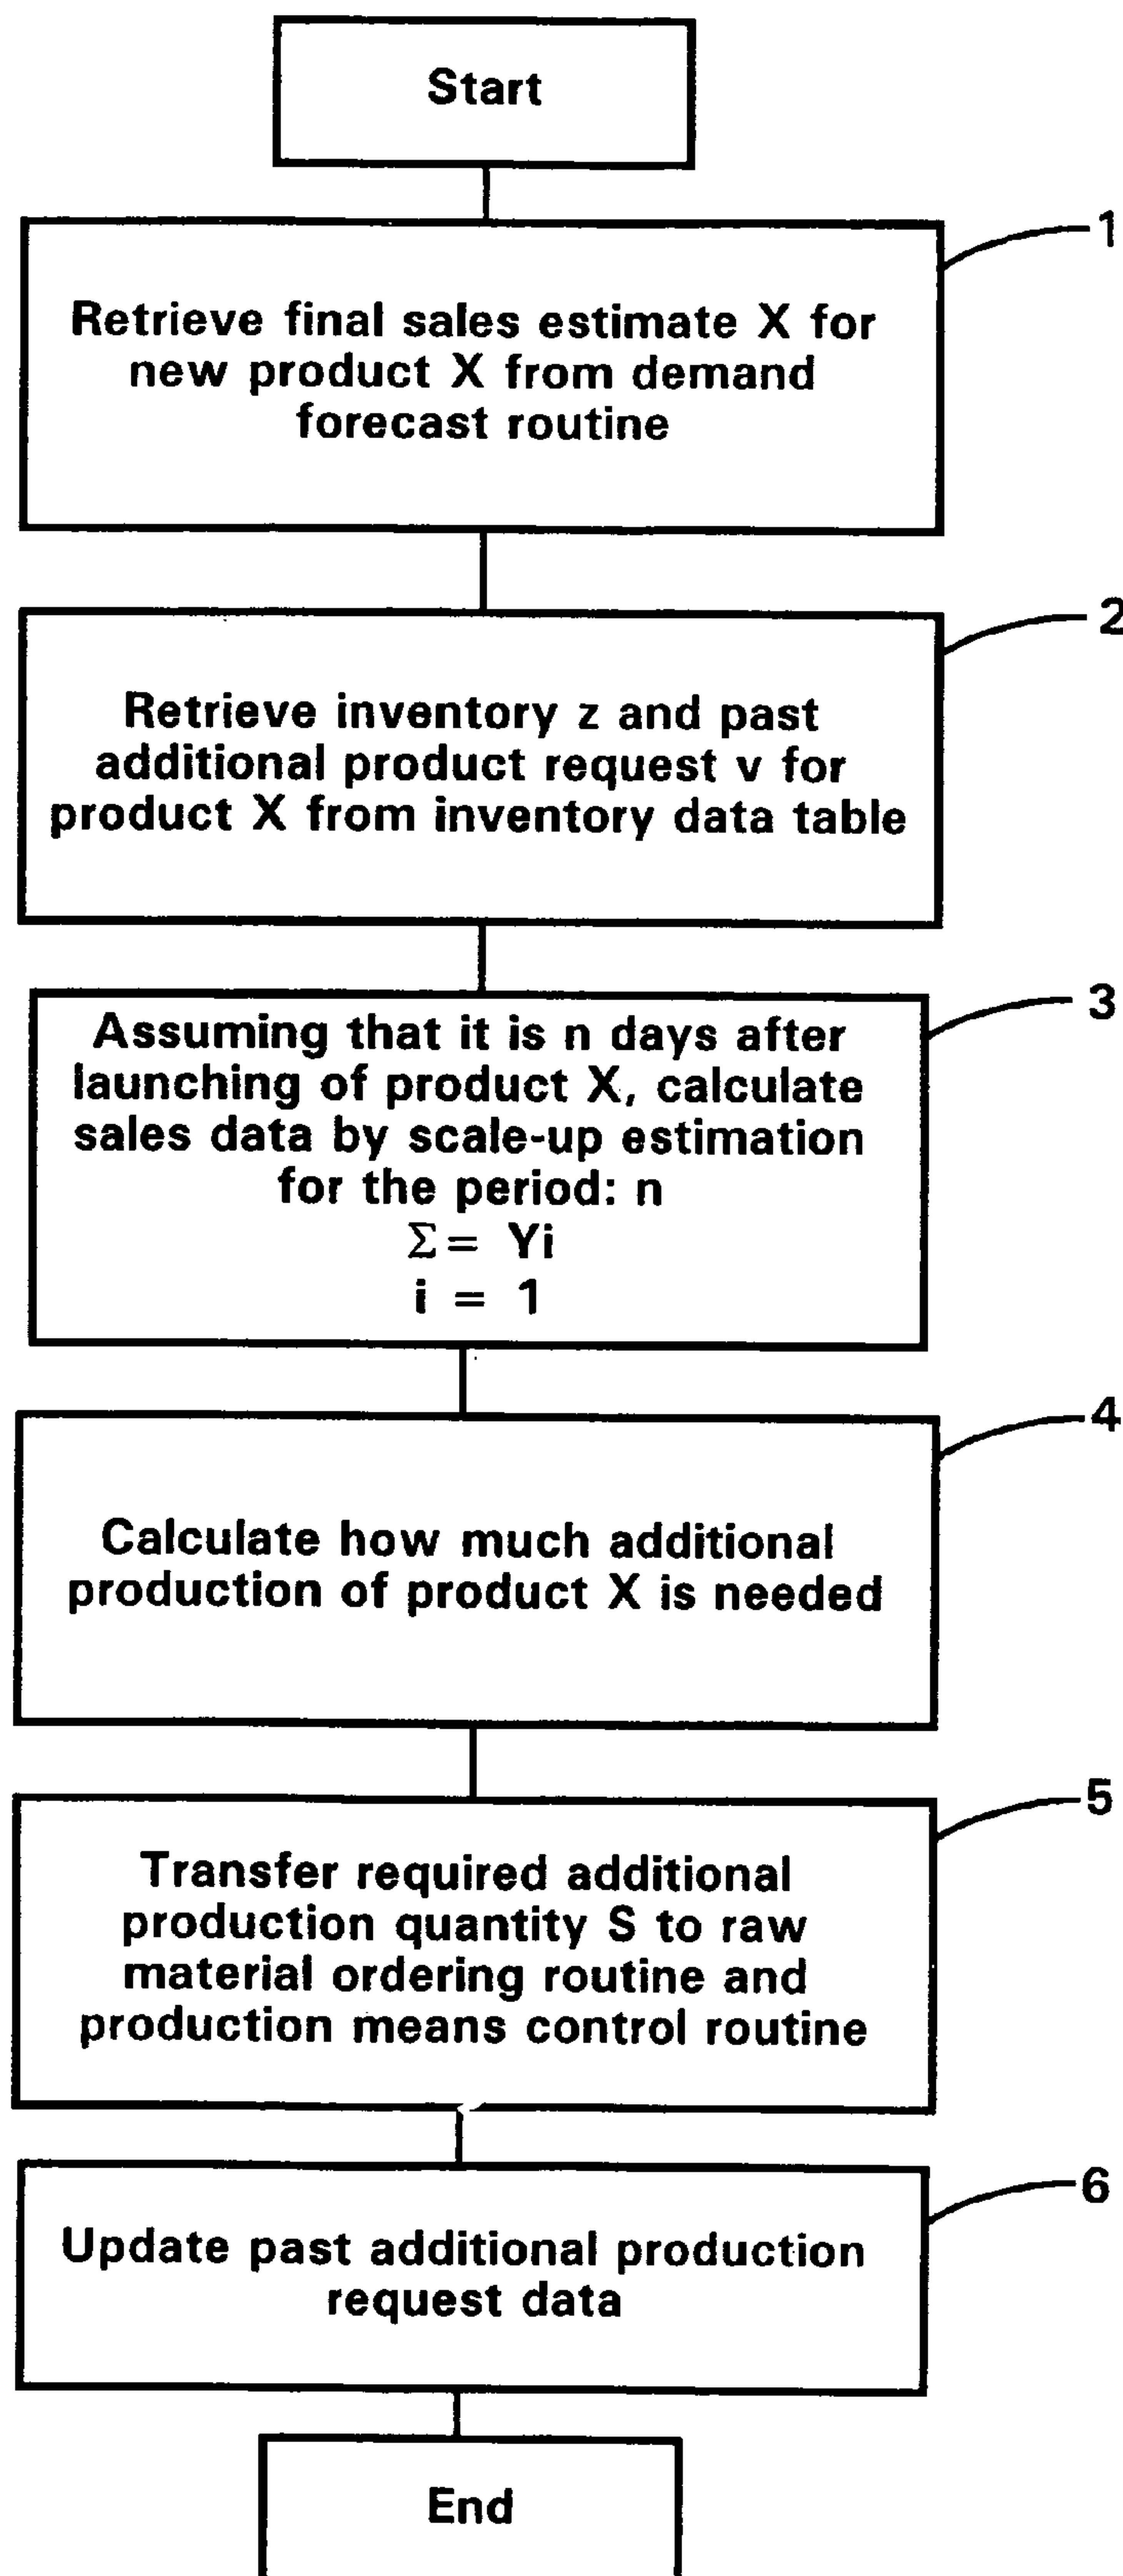 Start
1
Retrieve final sales estimate X for
new product X from demand
forecast routine
2
Retrieve inventory z and past
additional product request v for
product X from inventory data table
3
Assuming that it is n days after
launching of product X, calculate
sales data by scale-up estimation
for the period: n
Σ= Yi
i = 1
4
Calculate how much additional
production of product X is needed
5
Transfer required additional
production quantity S to raw
material ordering routine and
production means control routine
6
Update past additional production
request data
End